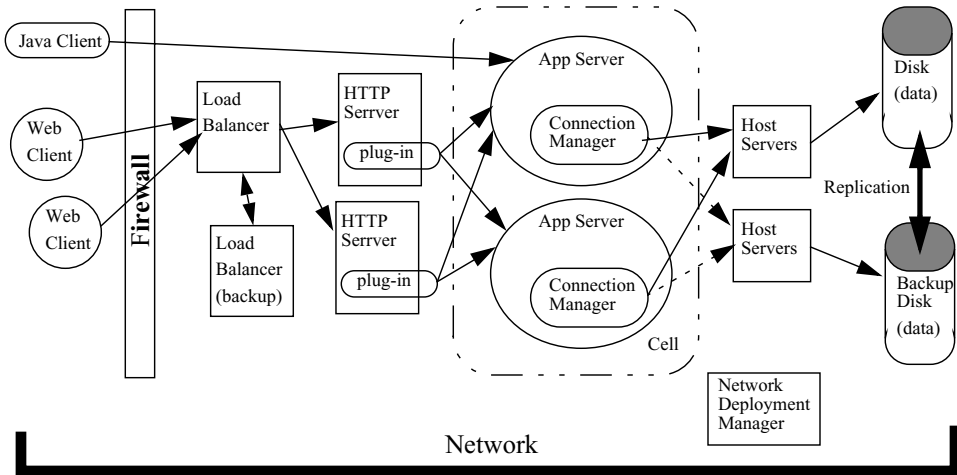 Java Client
Web
Client
Web
Client
Firewall
Load
Balancer
Load
Balancer
(backup)
HTTP
Serrver
plug-in
HTTP
Serrver
plug-in
App Server
Connection
Manager
App Server
Connection
Manager
Cell
Host
Servers
Host
Servers
Disk
(data)
Replication
Backup
Disk
(data)
Network
Deployment
Manager
Network